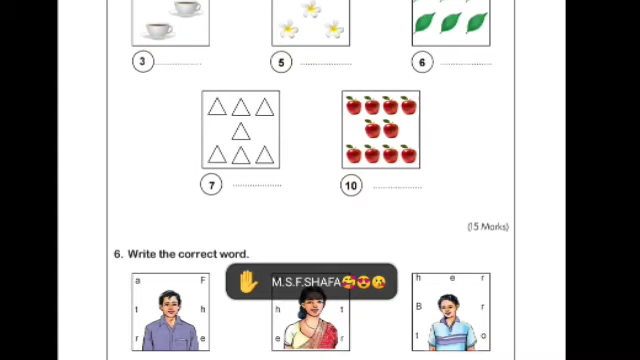 3 ..................
5 ..................
6 ..................
7 ..................
10 ..................
(15 Marks)
6. Write the correct word.
M.S.F.SHAFA🥰😍😘
a F
t h
r e
h t
e r
h e r
B r
t o